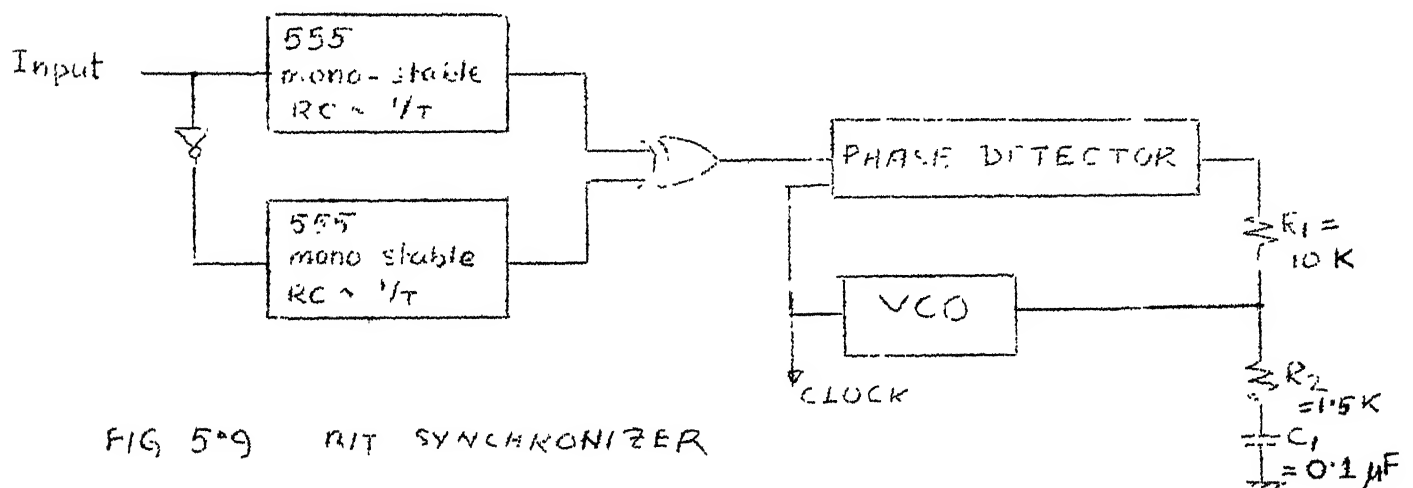 Input
555
mono-stable
RC ~ 1/T
555
mono stable
RC ~ 1/T
PHASE DETECTOR
R1 =
10 K
VCO
CLOCK
R2
=1.5K
C1
= 0.1 μF
FIG 5.9 BIT SYNCHRONIZER